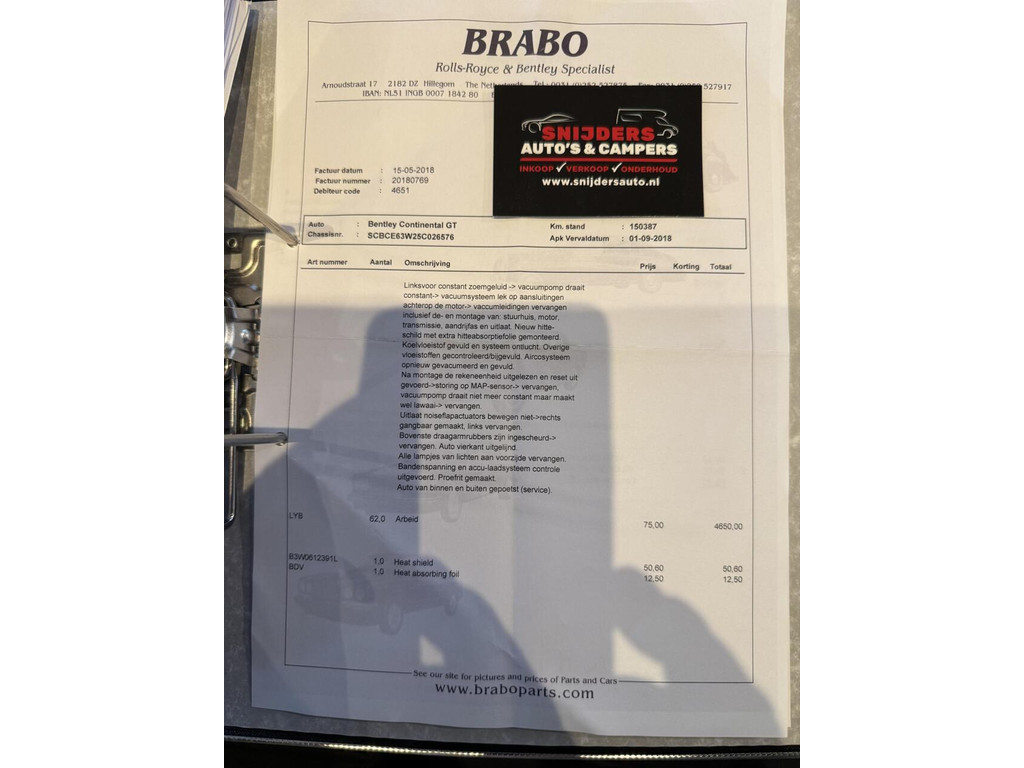 BRABO
Rolls-Royce & Bentley Specialist
Arnoudstraat 17 2182 DZ Hillegom The 527917
IBAN: NL51 INGB 0007 1842 80
SNIJDERS
AUTO'S & CAMPERS
INKOOP VERKOOP ONDERHOUD
www.snijdersauto.nl
Factuur datum : 15-05-2018
Factuur nummer : 20180769
Debiteur code : 4651
Auto : Bentley Continental GT Km. stand : 150387
Chassisnr. : SCBCE63W25C026576 Apk Vervaldatum : 01-09-2018
Art nummer Aantal Omschrijving Prijs Korting Totaal
Linksvoor constant zoemgeluid -> vacuumpomp draait
constant-> vacuumsysteem lek op aansluitingen
achterop de motor-> vaccumleidingen vervangen
inclusief de- en montage van: stuurhuis, motor,
transmissie, aandrijfas en uitlaat. Nieuw hitte-
schild met extra hitteabsorptiefolie gemonteerd.
Koelvloeistof gevuld en systeem ontlucht. Overige
vloeistoffen gecontroleerd/bijgevuld. Aircosysteem
opnieuw gevacumeerd en gevuld.
Na montage de rekeneenheid uitgelezen en reset uit
gevoerd->storing op MAP-sensor-> vervangen,
vacuumpomp draait niet meer constant maar maakt
wel lawaai-> vervangen.
Uitlaat noiseflapactuators bewegen niet->rechts
gangbaar gemaakt, links vervangen.
Bovenste draagarmrubbers zijn ingescheurd->
vervangen. Auto vierkant uitgelijnd.
Alle lampjes van lichten aan voorzijde vervangen.
Bandenspanning en accu-laadsysteem controle
uitgevoerd. Proefrit gemaakt.
Auto van binnen en buiten gepoetst (service).
LYB 62,0 Arbeid 75,00 4650,00
B3W0612391L 1,0 Heat shield 50,60 50,60
BDV 1,0 Heat absorbing foil 12,50 12,50
See our site for pictures and prices of Parts and Cars
www.braboparts.com